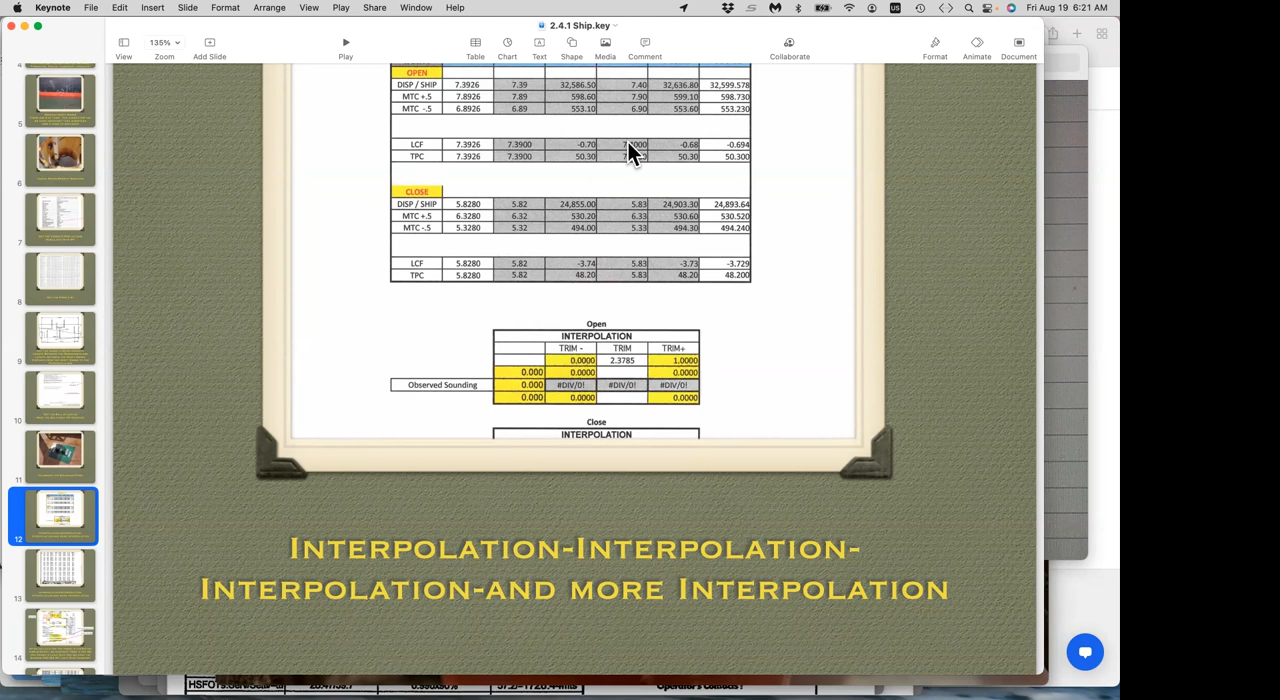 Keynote File Edit Insert Slide Format Arrange View Play Share Window Help Fri Aug 19 6:21 AM
2.4.1 Ship.key
135%
View Zoom Add Slide Play Table Chart Text Shape Media Comment Collaborate Format Animate Document
OPEN
DISP / SHIP 7.3926 7.39 32,586.50 7.40 32,636.80 32,599.578
MTC +.5 7.8926 7.89 598.60 7.90 599.10 598.730
MTC -.5 6.8926 6.89 553.10 6.90 553.60 553.230
LCF 7.3926 7.3900 -0.70 -0.68 -0.694
TPC 7.3926 7.3900 50.30 50.30 50.300
CLOSE
DISP / SHIP 5.8280 5.82 24,855.00 5.83 24,903.30 24,893.64
MTC +.5 6.3280 6.32 530.20 6.33 530.60 530.520
MTC -.5 5.3280 5.32 494.00 5.33 494.30 494.240
LCF 5.8280 5.82 -3.74 5.83 -3.73 -3.729
TPC 5.8280 5.82 48.20 5.83 48.20 48.200
Open
INTERPOLATION
TRIM - TRIM TRIM+
0.0000 2.3785 1.0000
0.000 0.0000 0.0000
Observed Sounding 0.000 #DIV/0! #DIV/0! #DIV/0!
0.000 0.0000 0.0000
Close
INTERPOLATION
Interpolation-Interpolation-
Interpolation-and more Interpolation
4
5
6
7
8
9
10
11
12
13
14